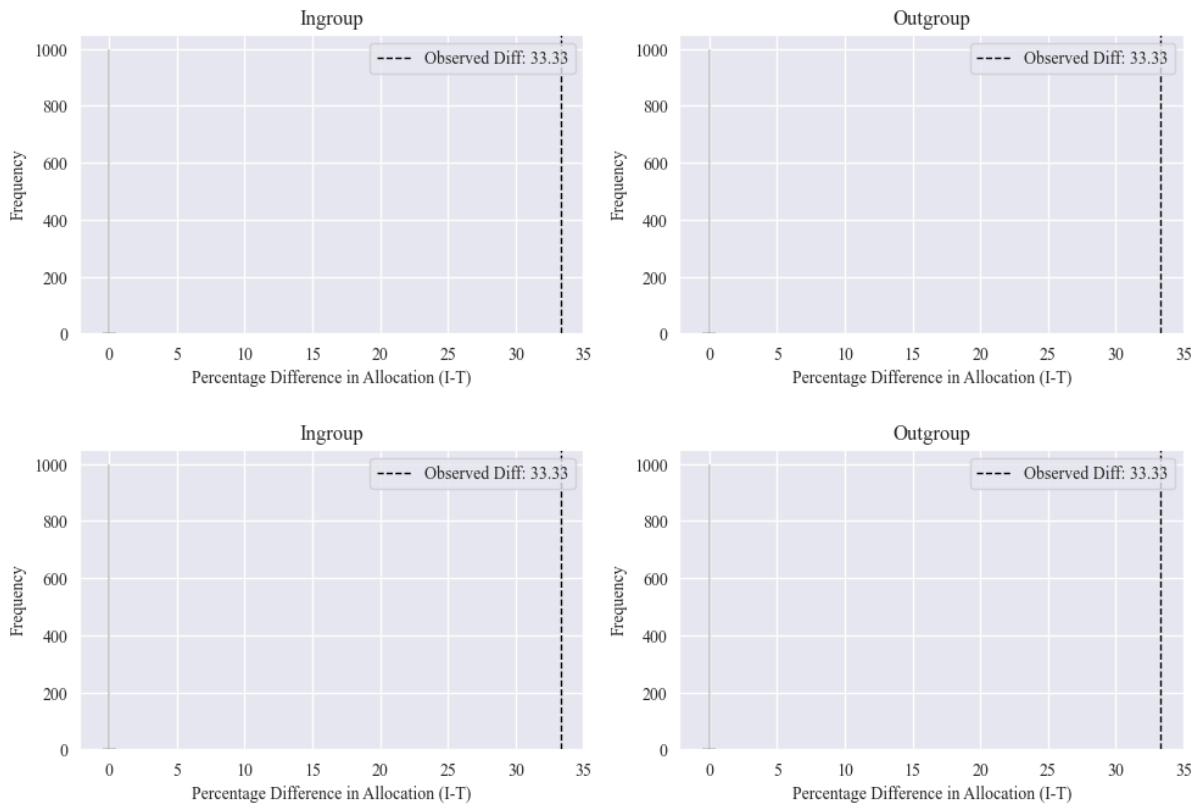 Ingroup
1000
800
600
400
200
0
Frequency
Observed Diff: 33.33
0 5 10 15 20 25 30 35
Percentage Difference in Allocation (I-T)
Outgroup
1000
800
600
400
200
0
Frequency
Observed Diff: 33.33
0 5 10 15 20 25 30 35
Percentage Difference in Allocation (I-T)
Ingroup
1000
800
600
400
200
0
Frequency
Observed Diff: 33.33
0 5 10 15 20 25 30 35
Percentage Difference in Allocation (I-T)
Outgroup
1000
800
600
400
200
0
Frequency
Observed Diff: 33.33
0 5 10 15 20 25 30 35
Percentage Difference in Allocation (I-T)